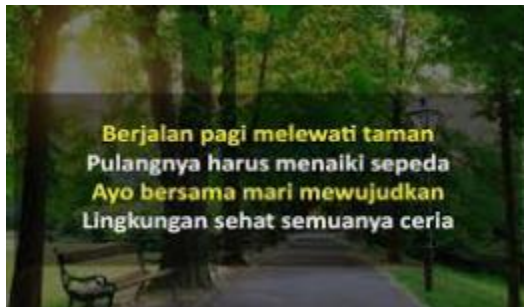 Berjalan pagi melewati taman
Pulangnya harus menaiki sepeda
Ayo bersama mari mewujudkan
Lingkungan sehat semuanya ceria